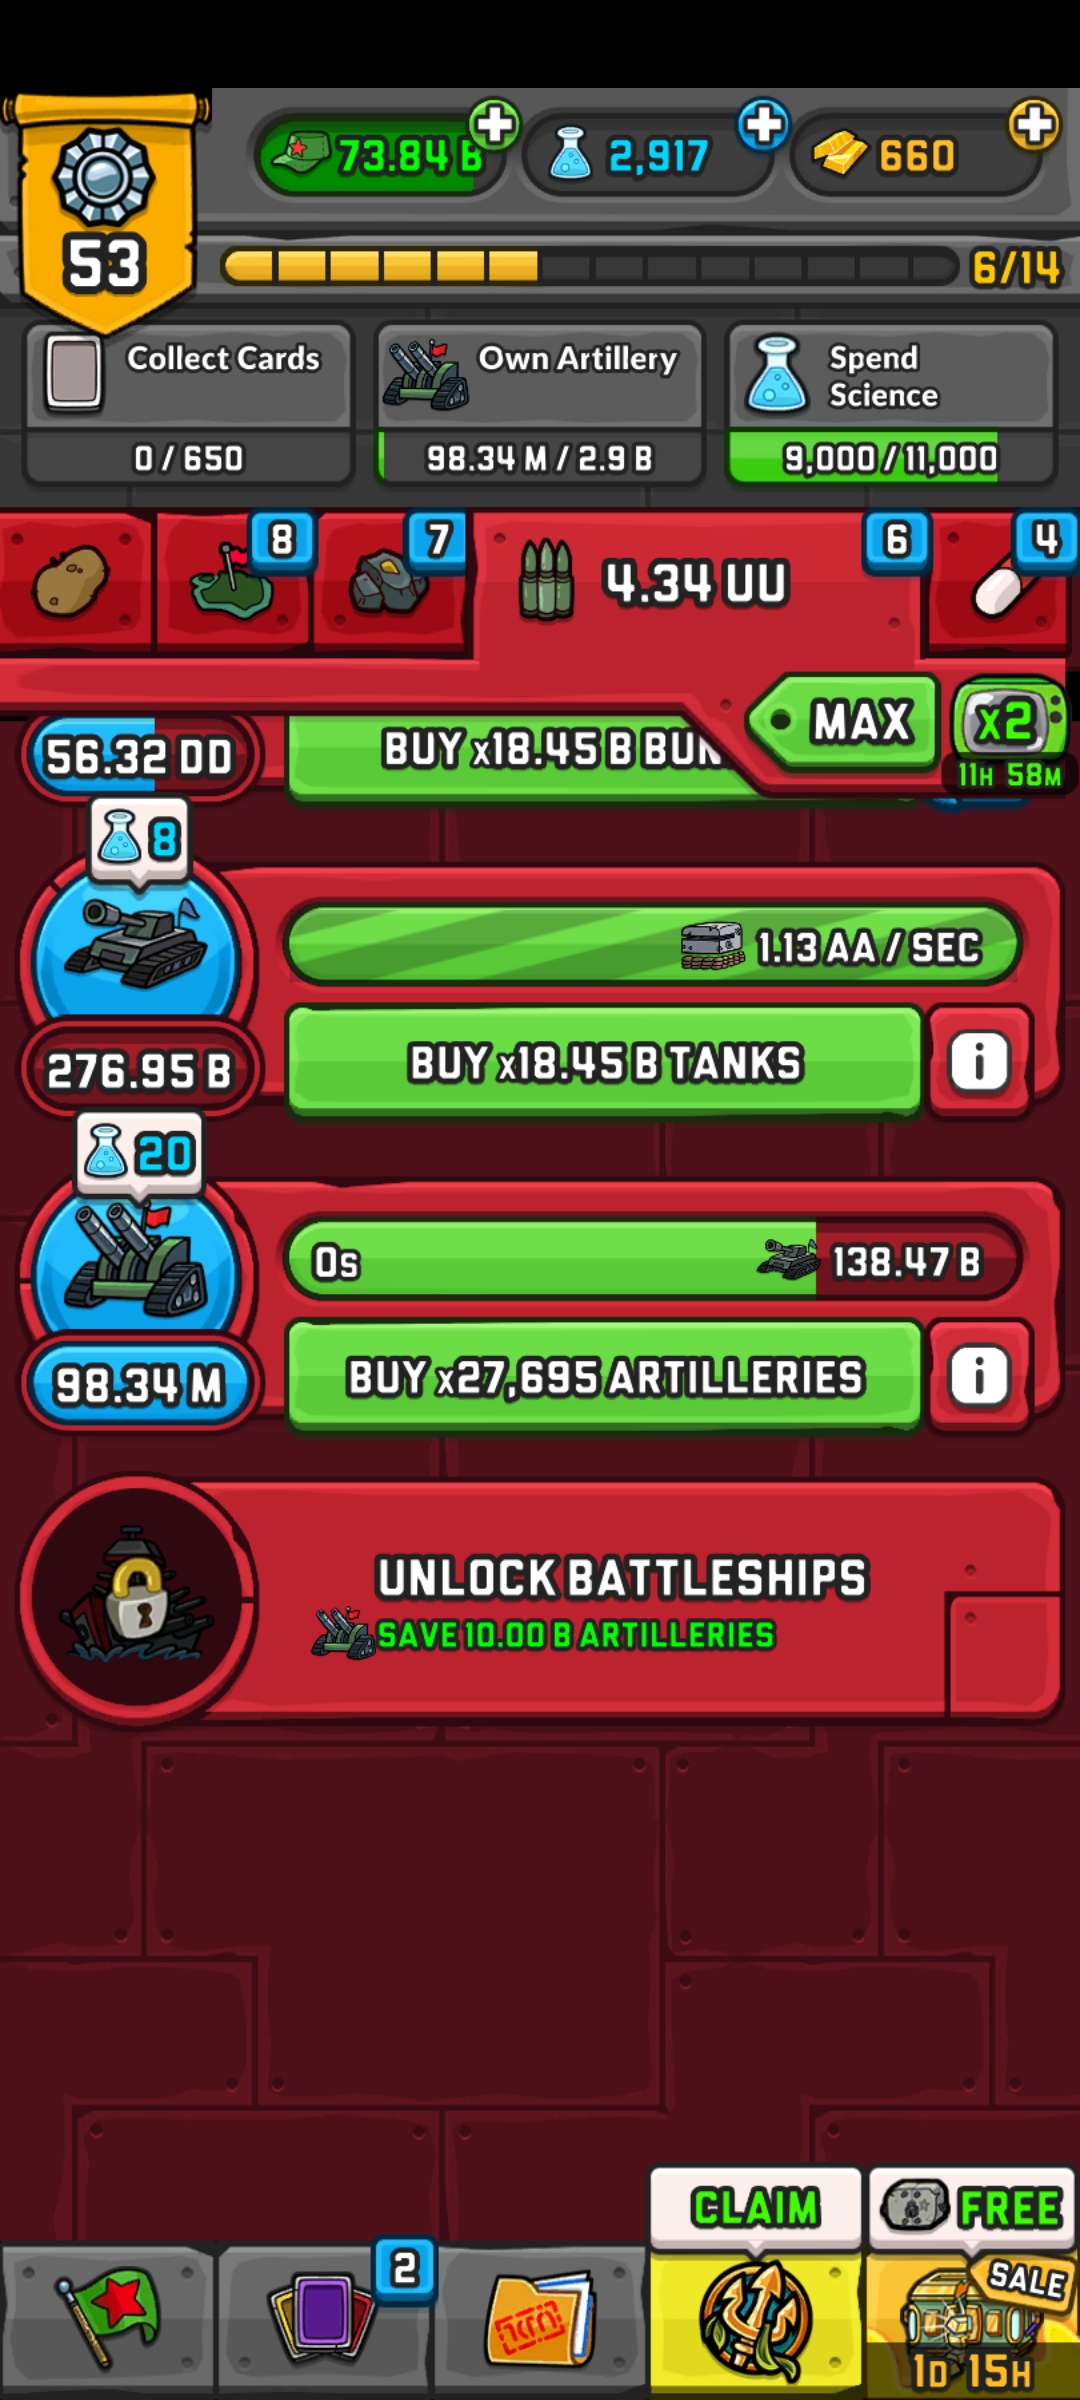 73.84 B
2,917
660
53
6/14
Collect Cards
0 / 650
Own Artillery
98.34 M / 2.9 B
Spend
Science
9,000 / 11,000
8
7
4.34 UU
6
4
MAX
x2
11H 58M
56.32 DD
BUY x18.45 B BUN
8
1.13 AA / SEC
276.95 B
BUY x18.45 B TANKS
i
20
0s
138.47 B
98.34 M
BUY x27,695 ARTILLERIES
i
UNLOCK BATTLESHIPS
SAVE 10.00 B ARTILLERIES
CLAIM
FREE
2
SALE
1D 15H